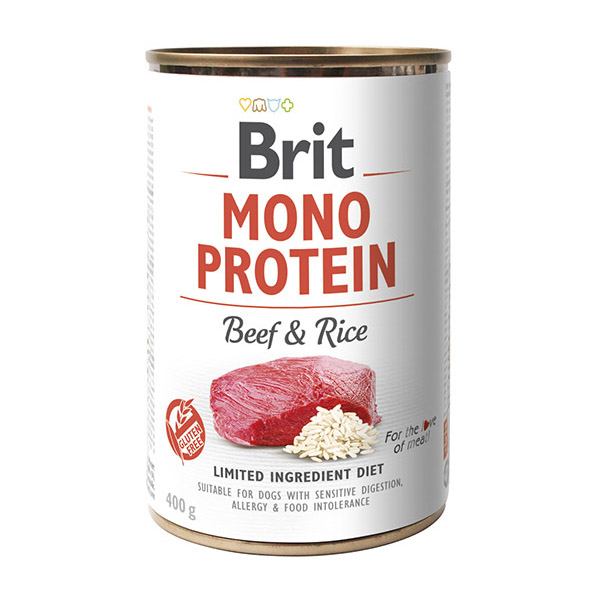 Brit
MONO
PROTEIN
Beef & Rice
GLUTEN
FREE
For the love
of meat!
LIMITED INGREDIENT DIET
SUITABLE FOR DOGS WITH SENSITIVE DIGESTION,
ALLERGY & FOOD INTOLERANCE
400 g